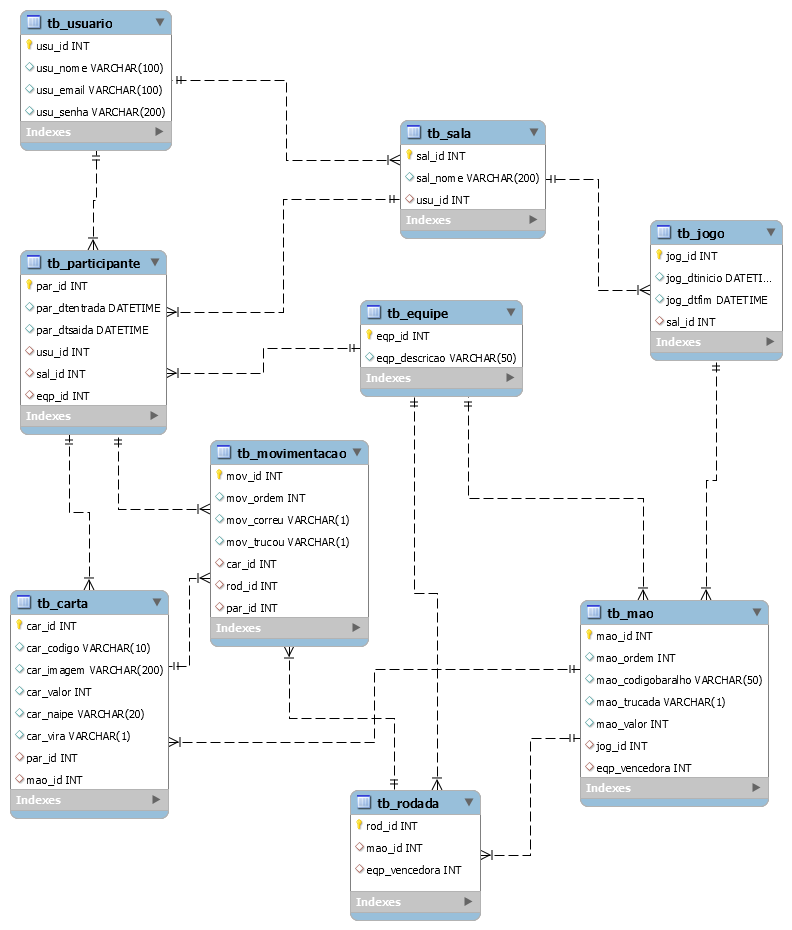 tb_usuario
usu_id INT
usu_nome VARCHAR(100)
usu_email VARCHAR(100)
usu_senha VARCHAR(200)
Indexes
tb_sala
sal_id INT
sal_nome VARCHAR(200)
usu_id INT
Indexes
tb_jogo
jog_id INT
jog_dtinicio DATETI...
jog_dtfim DATETIME
sal_id INT
Indexes
tb_participante
par_id INT
par_dtentrada DATETIME
par_dtsaida DATETIME
usu_id INT
sal_id INT
eqp_id INT
Indexes
tb_equipe
eqp_id INT
eqp_descricao VARCHAR(50)
Indexes
tb_movimentacao
mov_id INT
mov_ordem INT
mov_correu VARCHAR(1)
mov_trucou VARCHAR(1)
car_id INT
rod_id INT
par_id INT
Indexes
tb_carta
car_id INT
car_codigo VARCHAR(10)
car_imagem VARCHAR(200)
car_valor INT
car_naipe VARCHAR(20)
car_vira VARCHAR(1)
par_id INT
mao_id INT
Indexes
tb_mao
mao_id INT
mao_ordem INT
mao_codigobaralho VARCHAR(50)
mao_trucada VARCHAR(1)
mao_valor INT
jog_id INT
eqp_vencedora INT
Indexes
tb_rodada
rod_id INT
mao_id INT
eqp_vencedora INT
Indexes